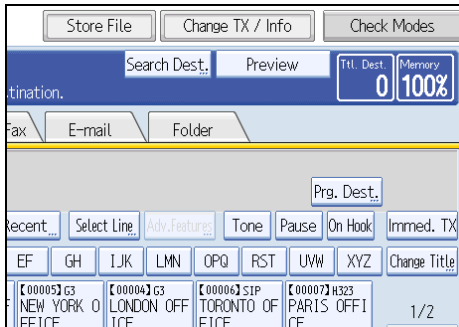 Store File Change TX / Info Check Modes
Search Dest. Preview Ttl. Dest. Memory
tination. 0 100%
Fax E-mail Folder
Prg. Dest.
Recent Select Line Adv.Features Tone Pause On Hook Immed. TX
EF GH IJK LMN OPQ RST UVW XYZ Change Title
【00005】G3 【00004】G3 【00006】SIP 【00007】H323
F NEW YORK O LONDON OFF TORONTO OF PARIS OFFI 1/2
FFICE ICE FICE CE